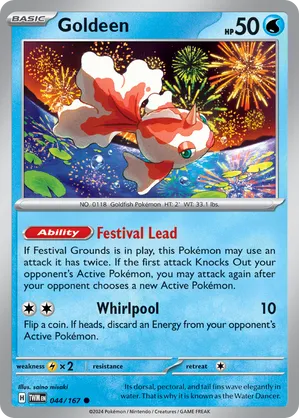 BASIC
Goldeen
HP 50
NO. 0118 Goldfish Pokémon HT: 2' WT: 33.1 lbs.
Ability Festival Lead
If Festival Grounds is in play, this Pokémon may use an
attack it has twice. If the first attack Knocks Out your
opponent's Active Pokémon, you may attack again after
your opponent chooses a new Active Pokémon.
Whirlpool 10
Flip a coin. If heads, discard an Energy from your opponent's
Active Pokémon.
weakness ×2 resistance retreat
Illus. saino misaki
H TWM EN 044/167
Its dorsal, pectoral, and tail fins wave elegantly in
water. That is why it is known as the Water Dancer.
©2024 Pokémon / Nintendo / Creatures / GAME FREAK